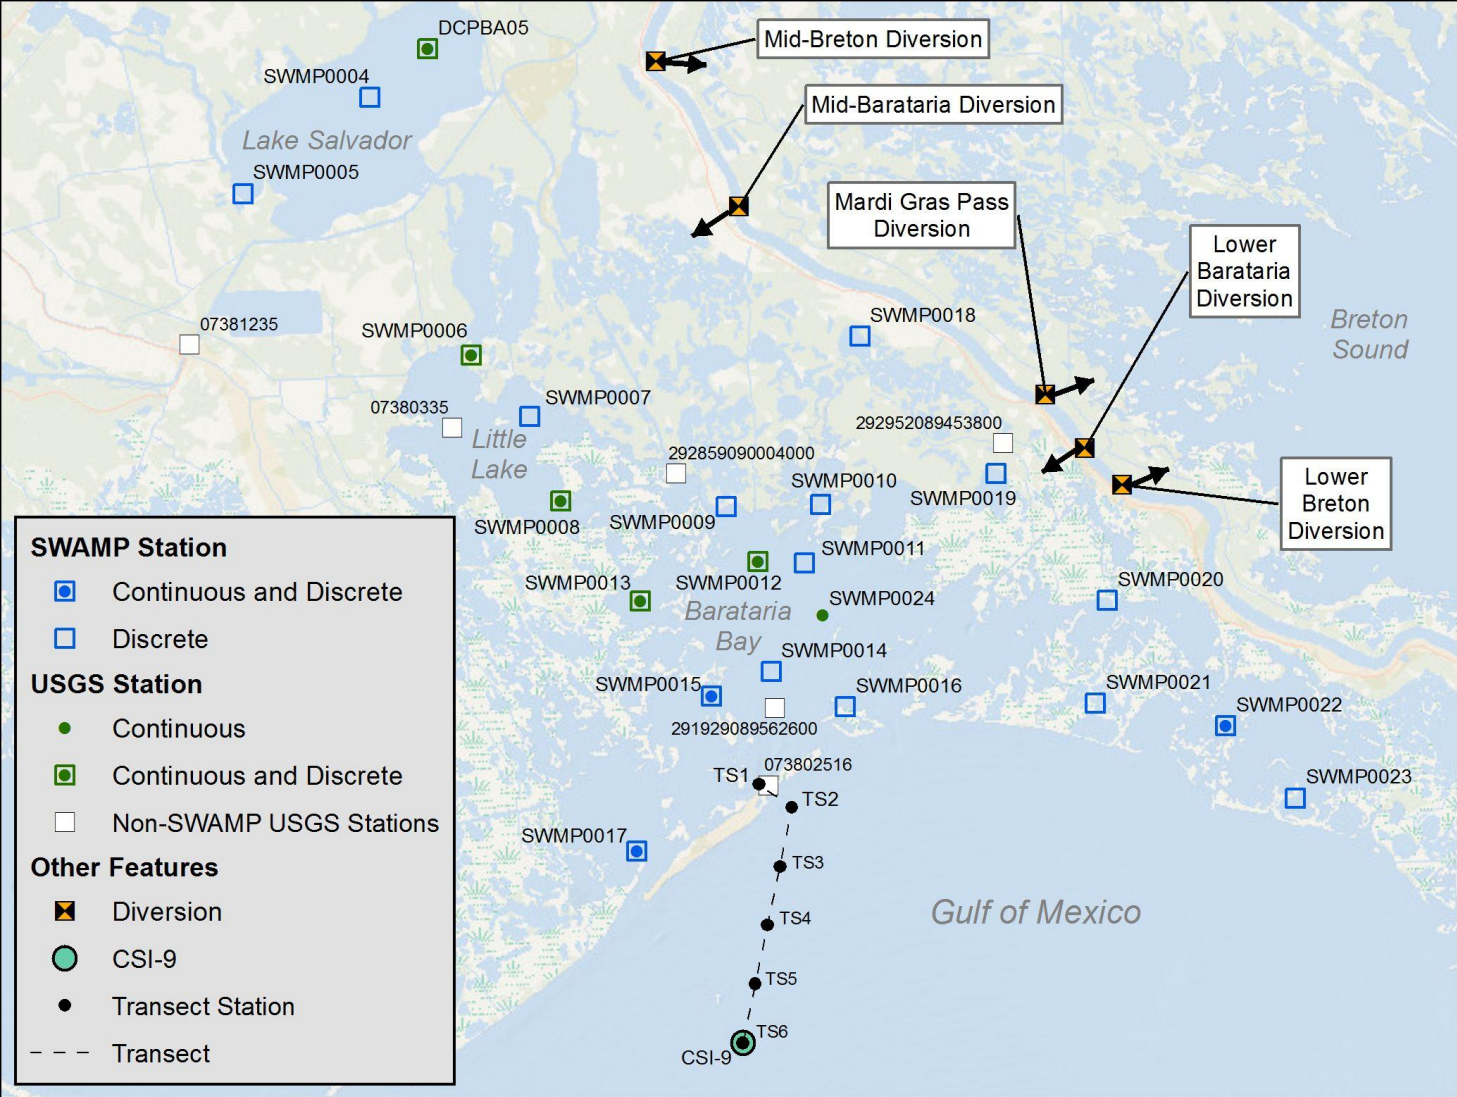 DCPBA05
Mid-Breton Diversion
SWMP0004
Mid-Barataria Diversion
Lake Salvador
SWMP0005
Mardi Gras Pass
Diversion
Lower
Barataria
Diversion
Breton
Sound
07381235
SWMP0006
SWMP0018
07380335
SWMP0007
Little
Lake
292952089453800
292859090004000
SWMP0010
SWMP0019
Lower
Breton
Diversion
SWMP0008
SWMP0009
SWMP0011
SWMP0013
SWMP0012
SWMP0020
SWMP0024
Barataria
Bay
SWMP0014
SWMP0015
SWMP0016
SWMP0021
SWMP0022
291929089562600
TS1
073802516
SWMP0023
TS2
SWMP0017
TS3
Gulf of Mexico
TS4
TS5
TS6
CSI-9
SWAMP Station
Continuous and Discrete
Discrete
USGS Station
Continuous
Continuous and Discrete
Non-SWAMP USGS Stations
Other Features
Diversion
CSI-9
Transect Station
Transect